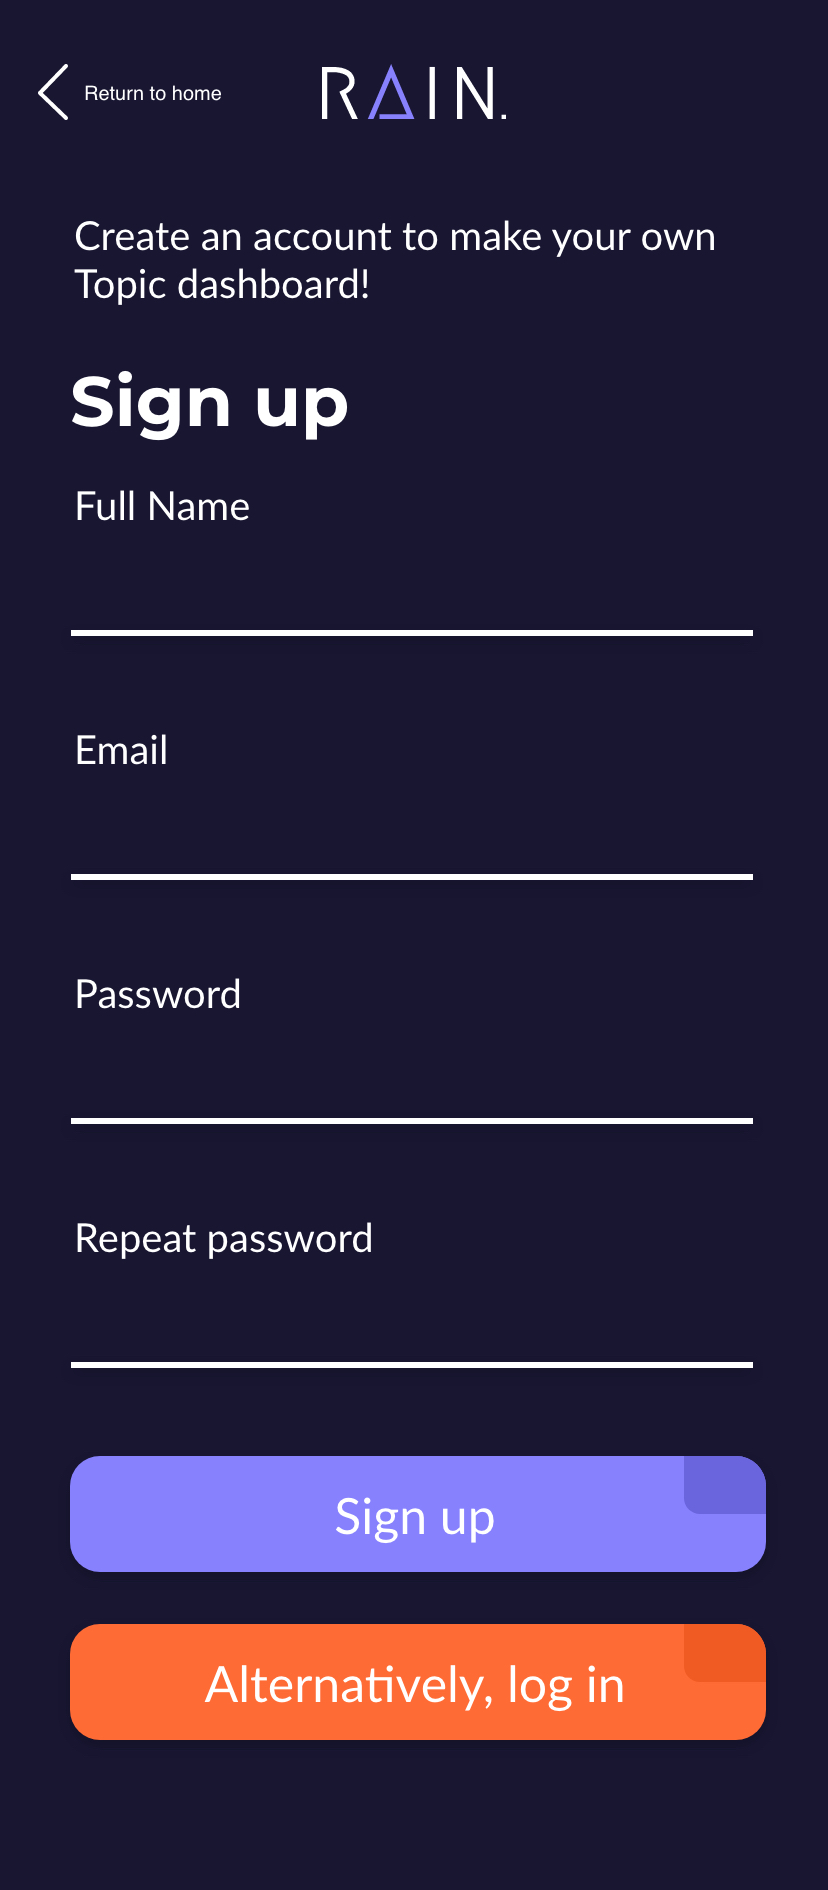 Return to home
RAIN.
Create an account to make your own
Topic dashboard!
Sign up
Full Name
Email
Password
Repeat password
Sign up
Alternatively, log in